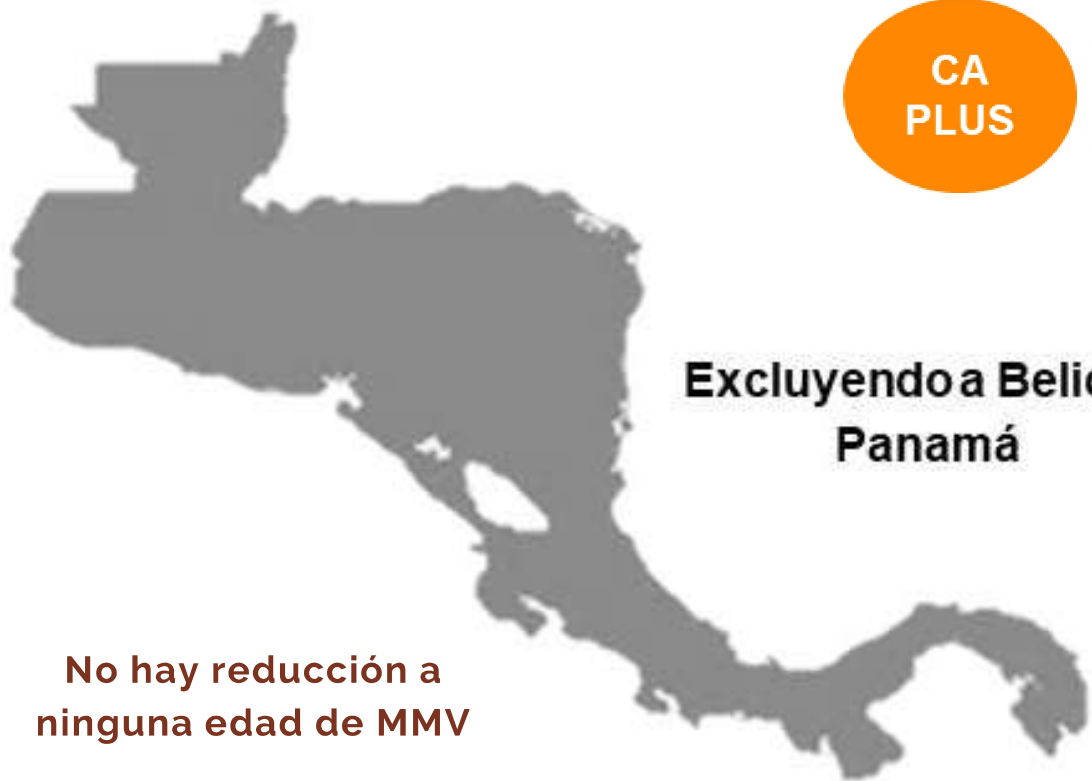 CA
PLUS
Excluyendo a
Panamá
No hay reducción a
ninguna edad de MMV